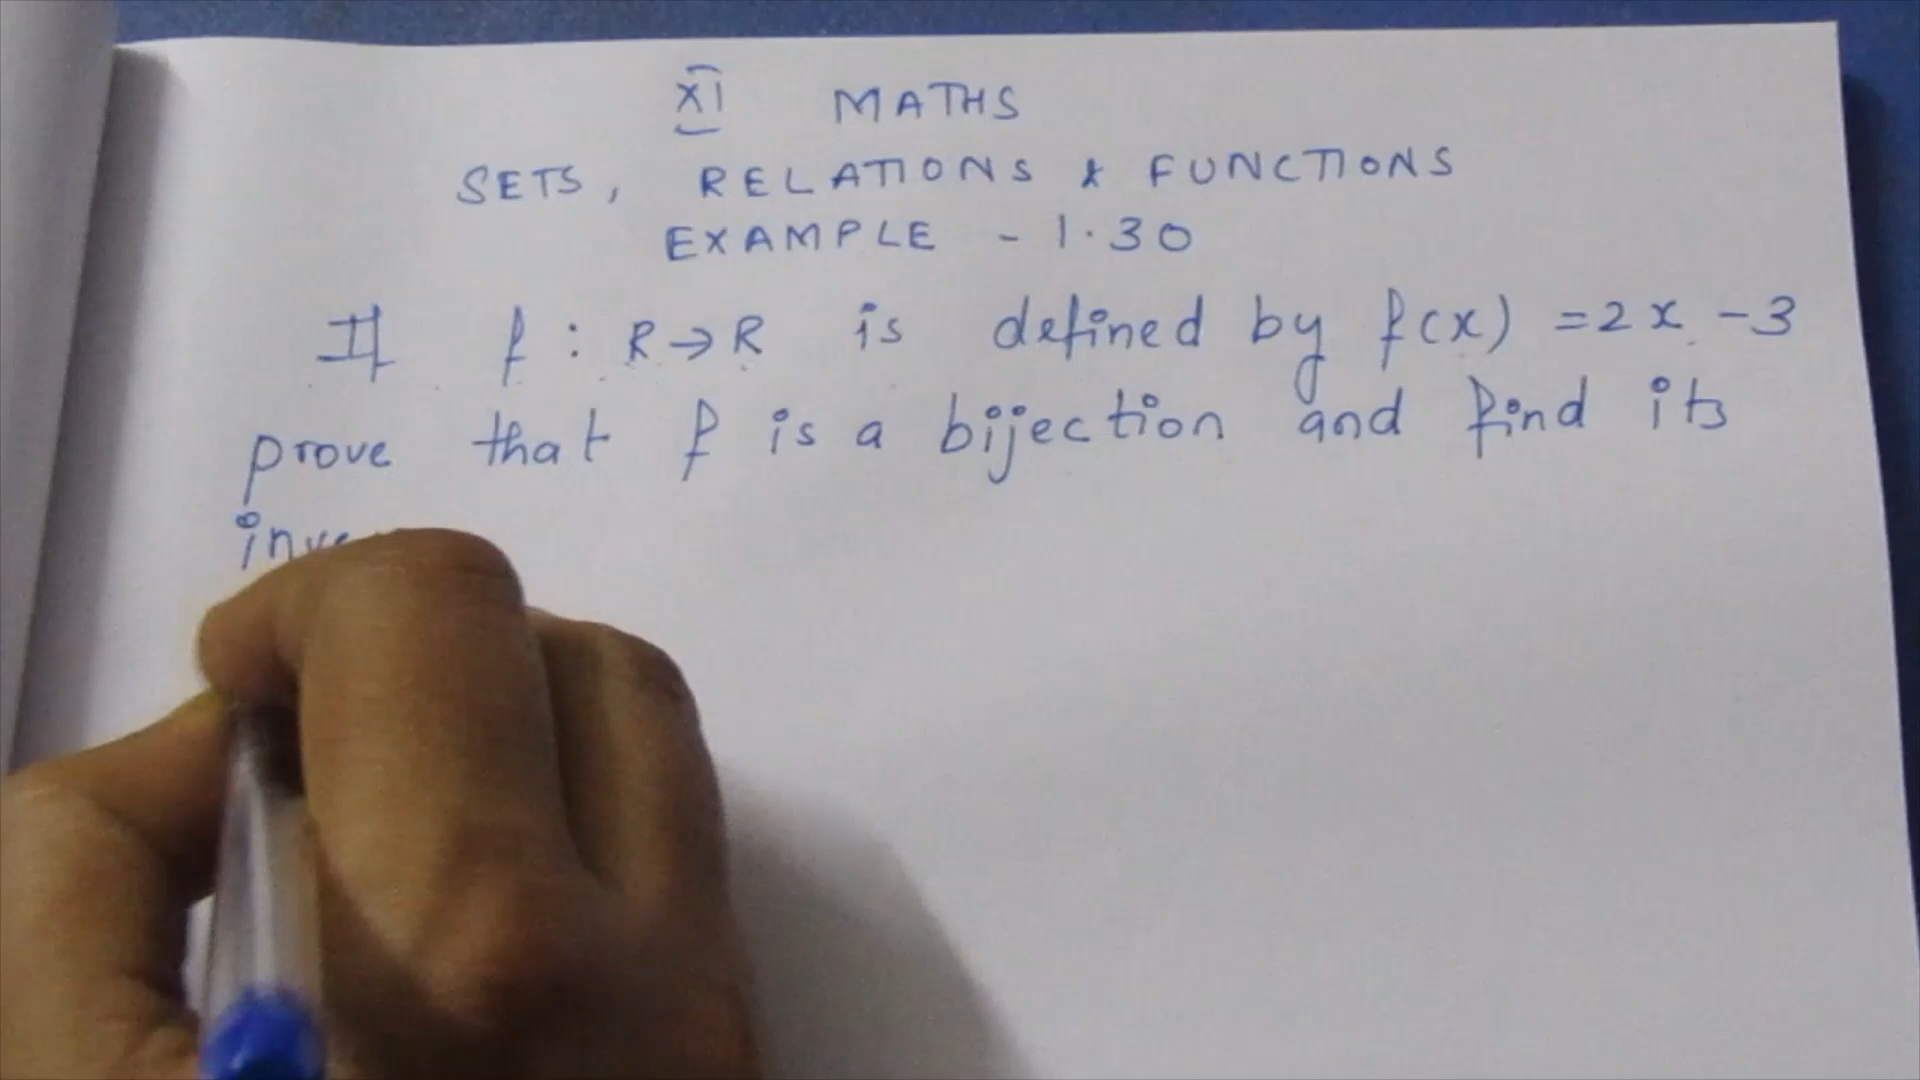 XI MATHS
SETS, RELATIONS & FUNCTIONS
EXAMPLE - 1.30
If f : R→R is defined by f(x) = 2x - 3
prove that f is a bijection and find its